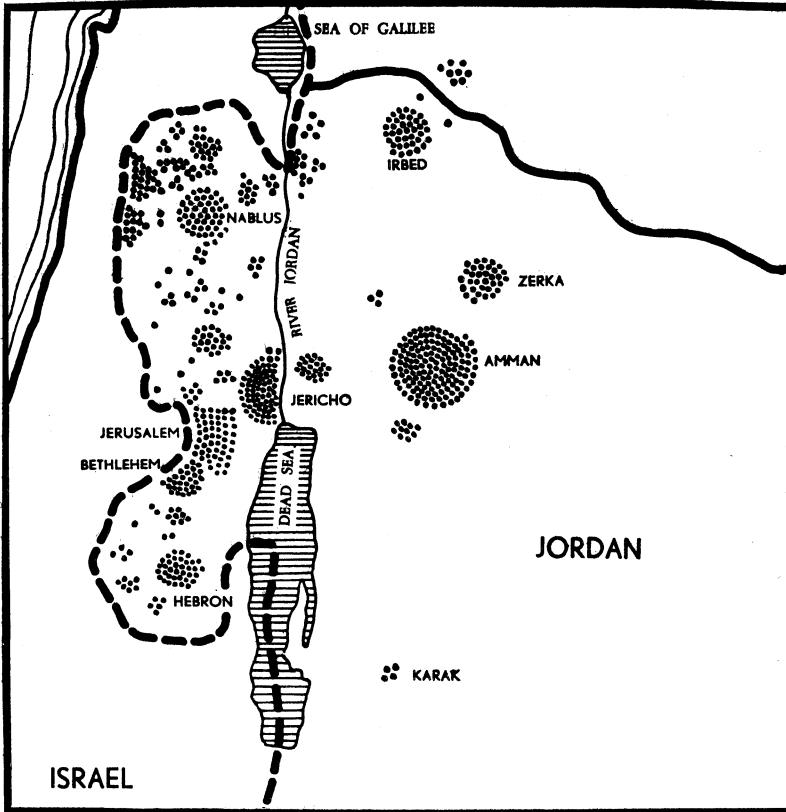 SEA OF GALILEE
IRBED
NABLUS
RIVER JORDAN
ZERKA
AMMAN
JERICHO
JERUSALEM
BETHLEHEM
DEAD SEA
JORDAN
HEBRON
KARAK
ISRAEL